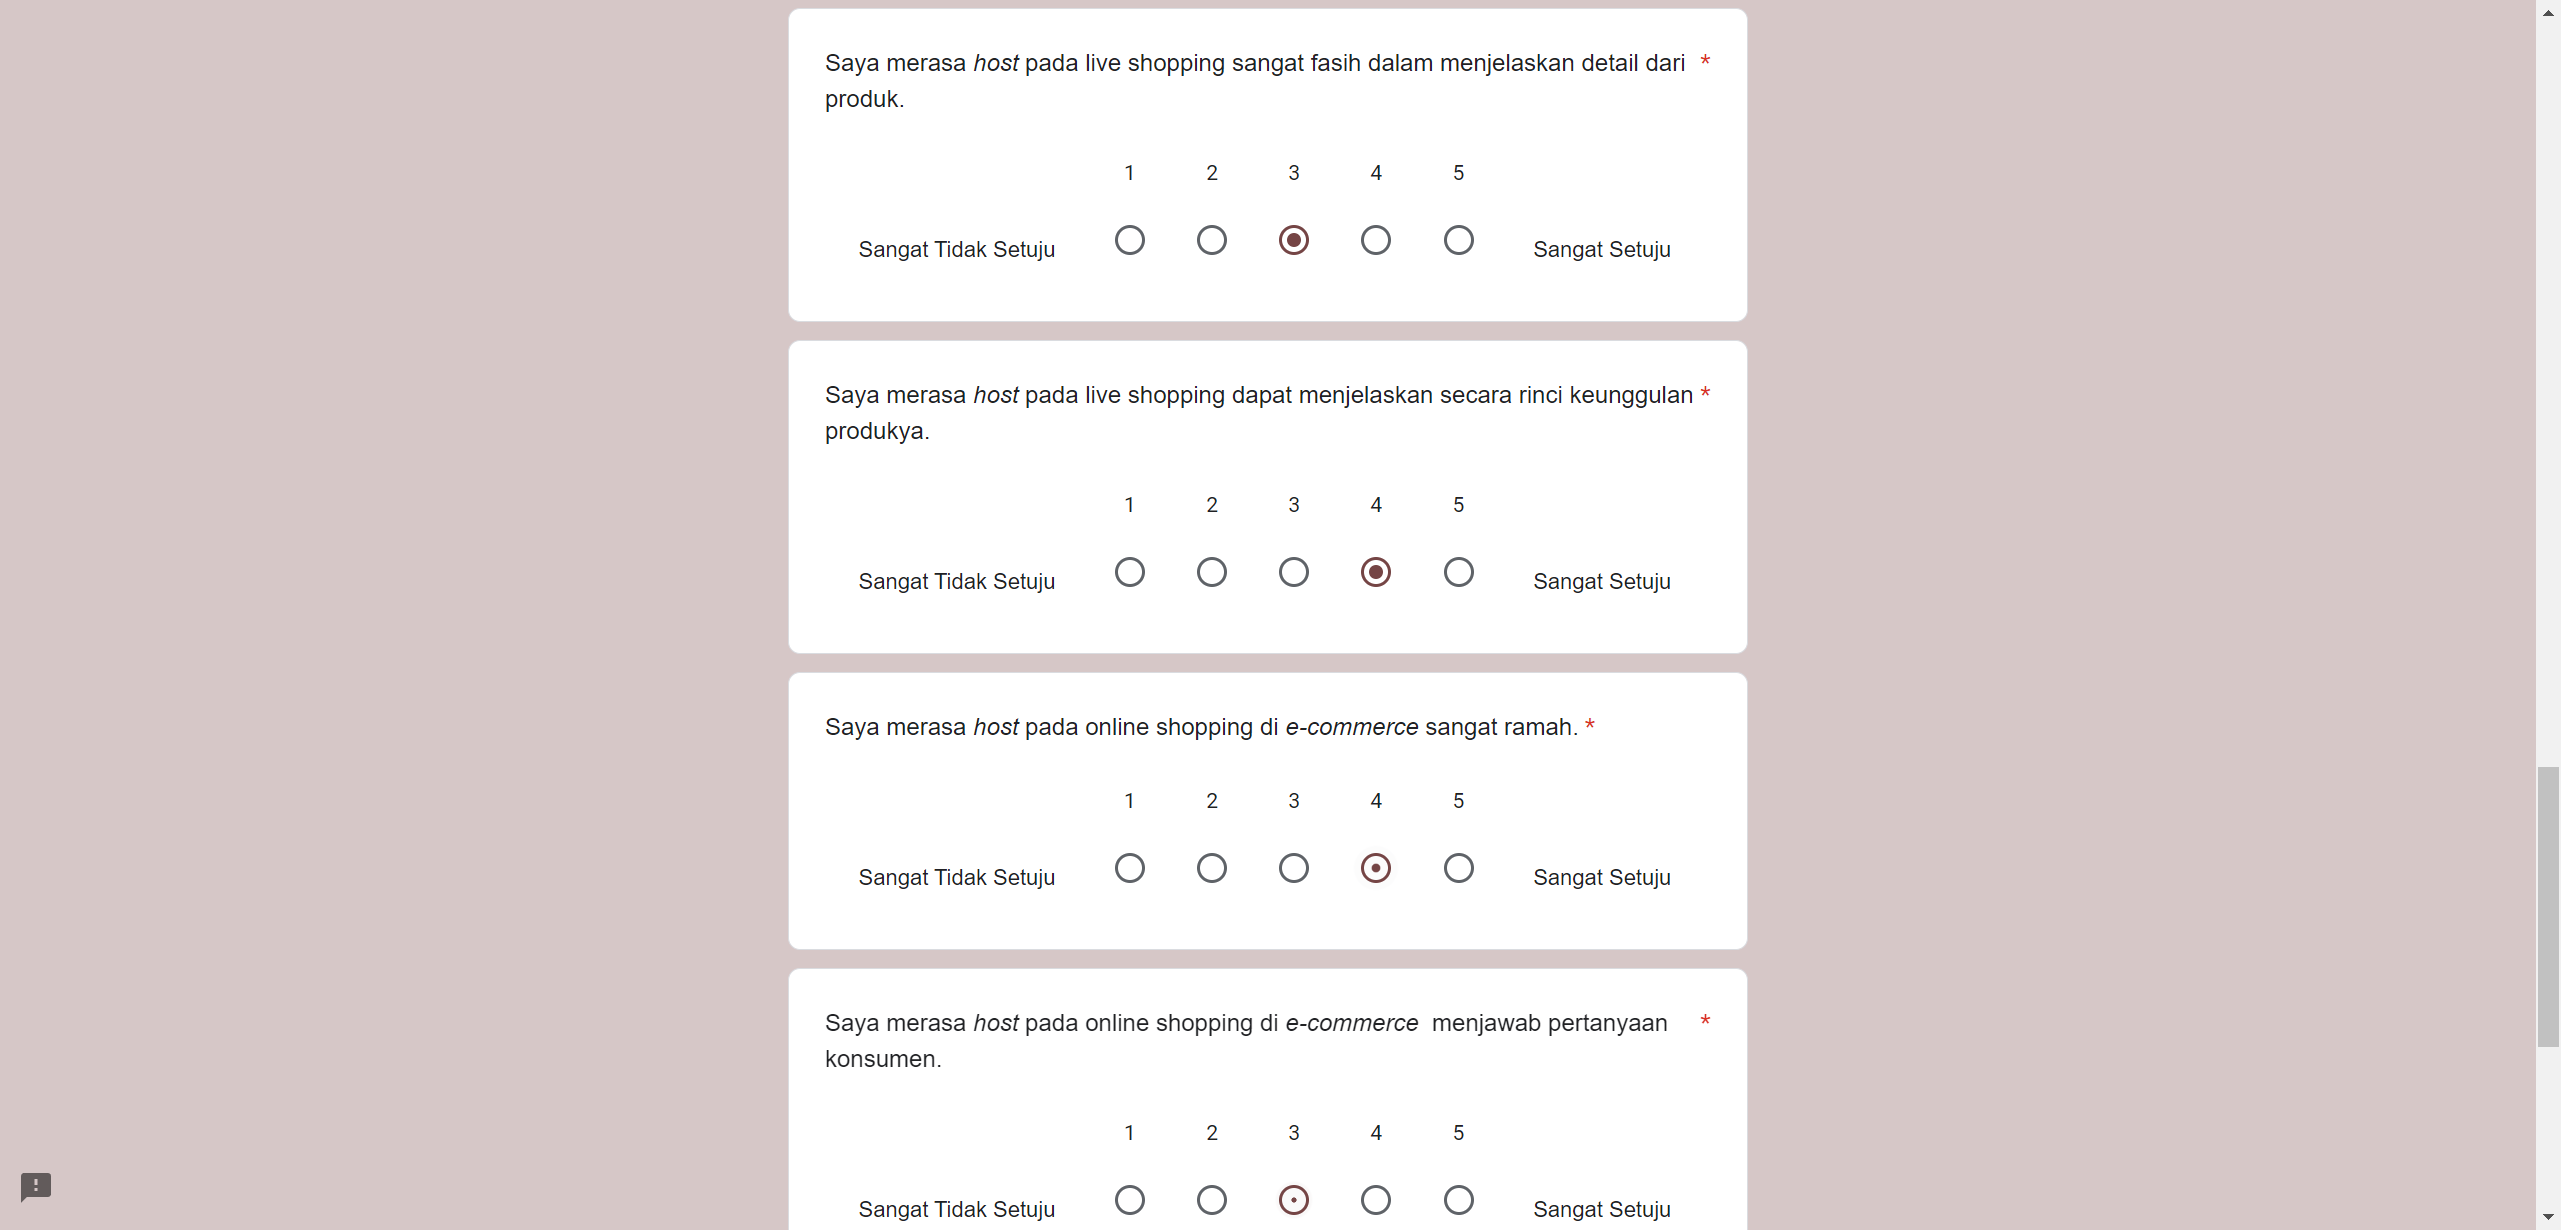 Saya merasa host pada live shopping sangat fasih dalam menjelaskan detail dari *
produk.
1 2 3 4 5
Sangat Tidak Setuju Sangat Setuju
Saya merasa host pada live shopping dapat menjelaskan secara rinci keunggulan *
produkya.
1 2 3 4 5
Sangat Tidak Setuju Sangat Setuju
Saya merasa host pada online shopping di e-commerce sangat ramah. *
1 2 3 4 5
Sangat Tidak Setuju Sangat Setuju
Saya merasa host pada online shopping di e-commerce  menjawab pertanyaan *
konsumen.
1 2 3 4 5
Sangat Tidak Setuju Sangat Setuju